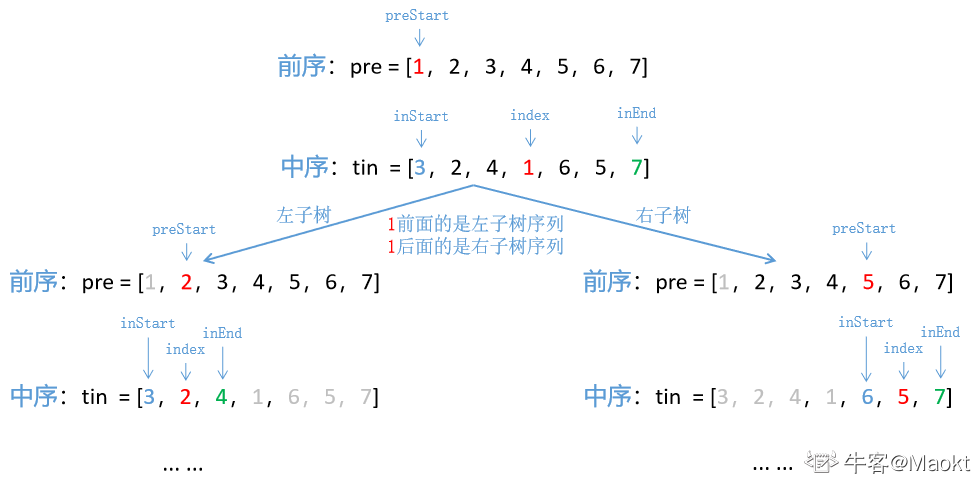 preStart
前序：pre = [1, 2, 3, 4, 5, 6, 7]
inStart index inEnd
中序：tin = [3, 2, 4, 1, 6, 5, 7]
左子树 右子树
1前面的是左子树序列
1后面的是右子树序列
preStart preStart
前序：pre = [1, 2, 3, 4, 5, 6, 7] 前序：pre = [1, 2, 3, 4, 5, 6, 7]
inStart index inEnd inStart index inEnd
中序：tin = [3, 2, 4, 1, 6, 5, 7] 中序：tin = [3, 2, 4, 1, 6, 5, 7]
... ... ... ...
牛客@Maokt